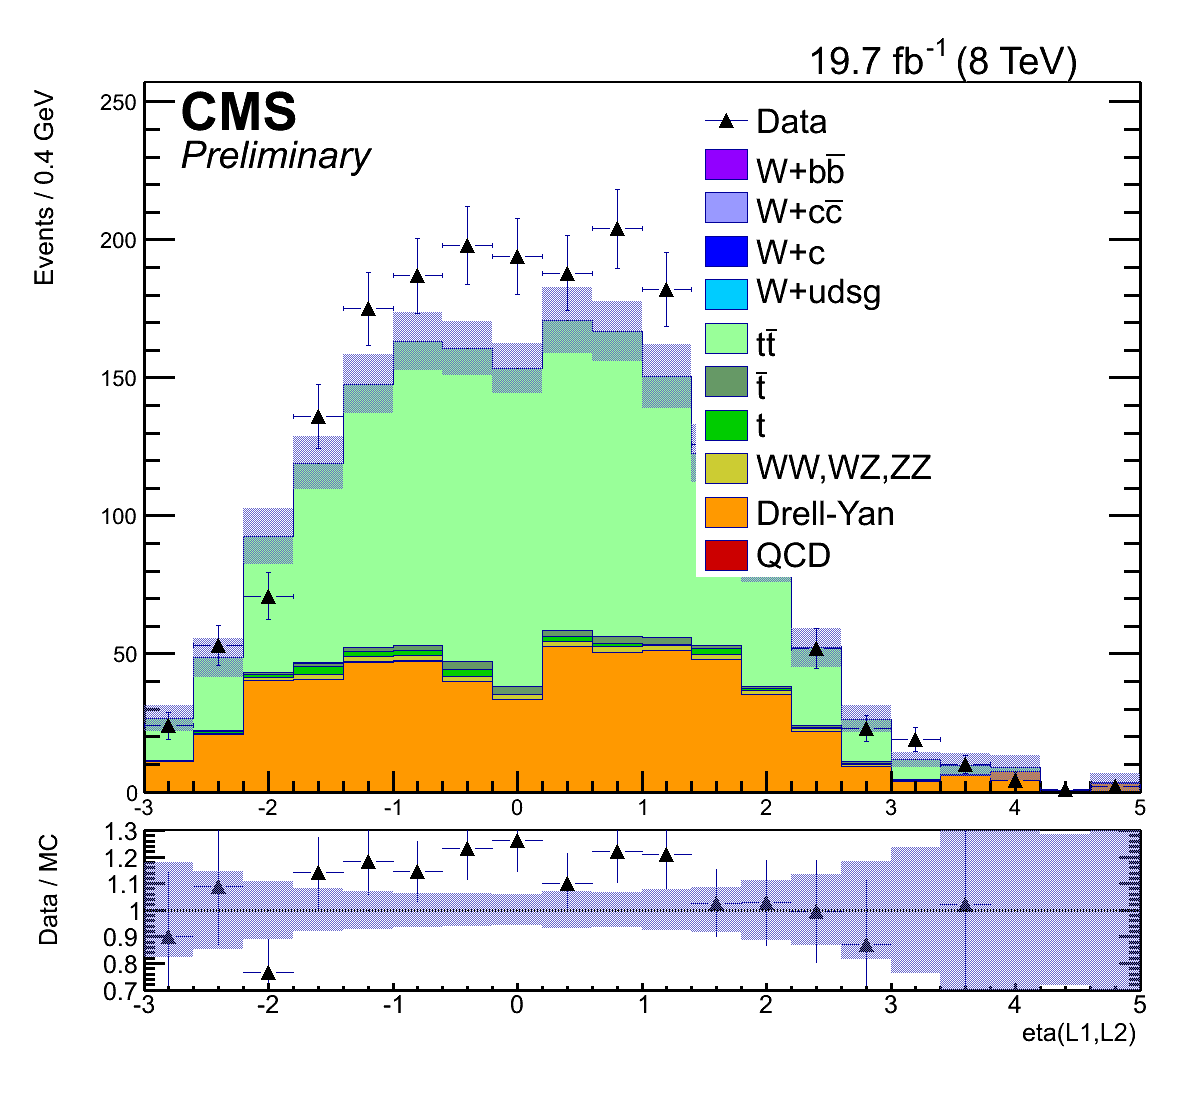 19.7 fb⁻¹ (8 TeV)
CMS
Preliminary
Events / 0.4 GeV
250
200
150
100
50
0
Data
W+bb̅
W+cc̅
W+c
W+udsg
tt̅
t̅
t
WW,WZ,ZZ
Drell-Yan
QCD
-3 -2 -1 0 1 2 3 4 5
Data / MC
1.3
1.2
1.1
1
0.9
0.8
0.7
-3 -2 -1 0 1 2 3 4 5
eta(L1,L2)